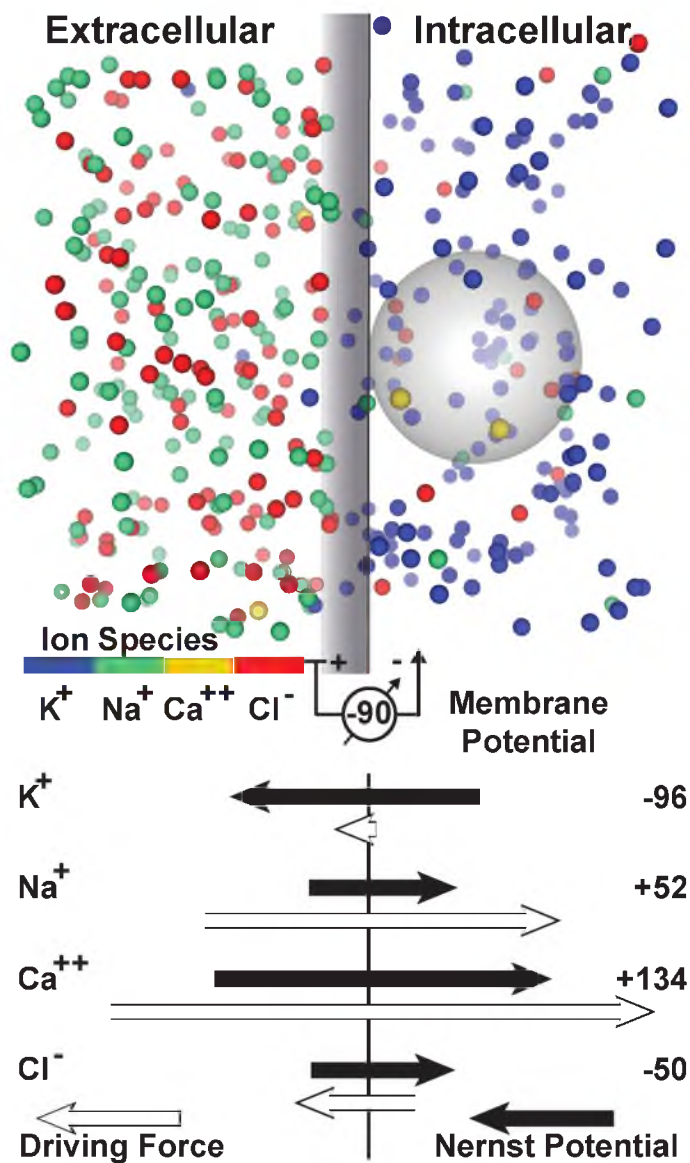 Extracellular Intracellular
Ion Species
+ -
K+ Na+ Ca++ Cl-
-90
Membrane
Potential
K+ -96
Na+ +52
Ca++ +134
Cl- -50
Driving Force Nernst Potential